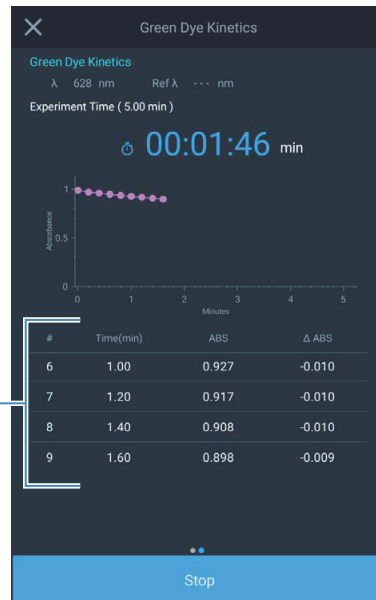 Green Dye Kinetics
Green Dye Kinetics
λ 628 nm Ref λ --- nm
Experiment Time ( 5.00 min )
00:01:46 min
1
0.5
0
Absorbance
0 1 2 3 4 5
Minutes
# Time(min) ABS Δ ABS
6 1.00 0.927 -0.010
7 1.20 0.917 -0.010
8 1.40 0.908 -0.010
9 1.60 0.898 -0.009
Stop